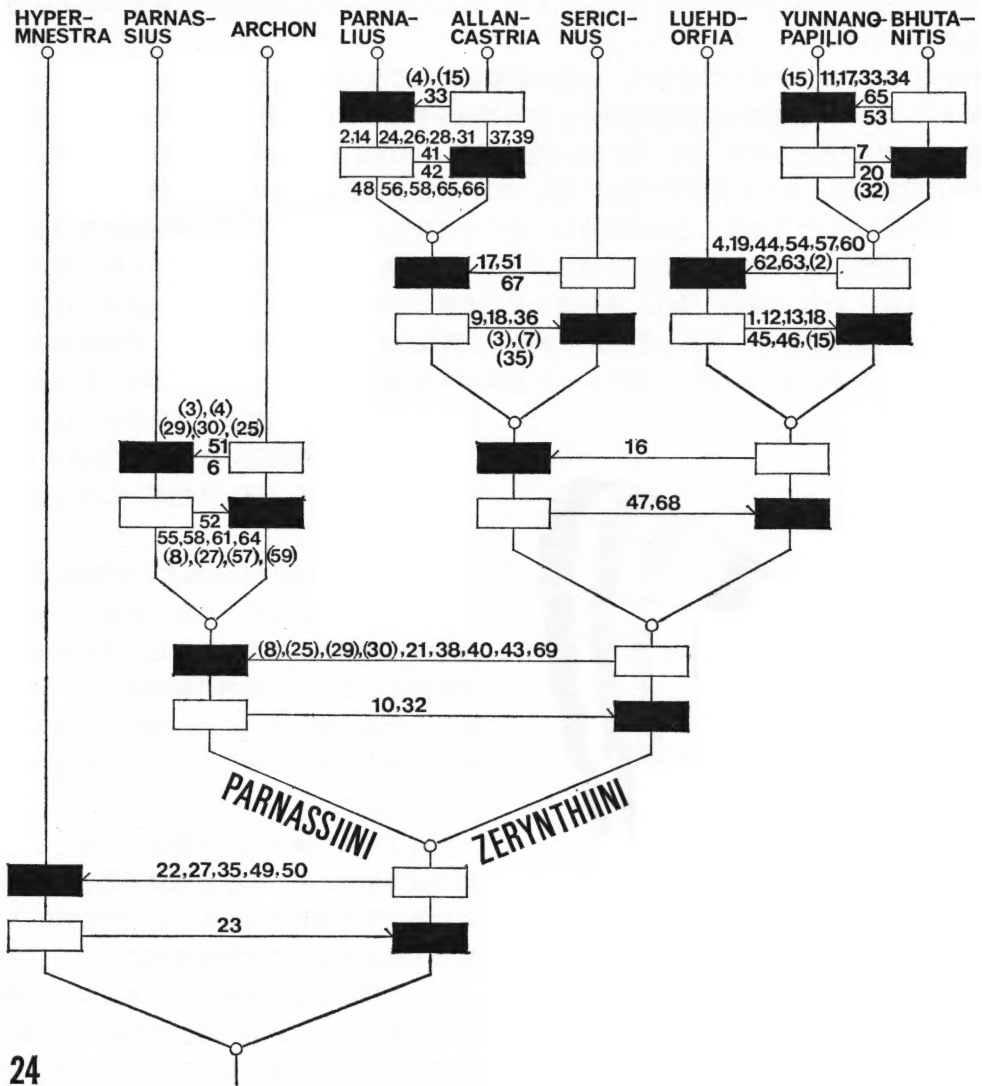 HYPER-
MNESTRA
PARNAS-
SIUS
ARCHON
PARNA-
LIUS
ALLAN-
CASTRIA
SERICI-
NUS
LUEHD-
ORFIA
YUNNANO-
PAPILIO
BHUTA-
NITIS
(4),(15)
33
2,14 24,26,28,31 37,39
41
42
48 56,58,65,66
(15) 11,17,33,34
65
53
7
20
(32)
17,51
67
9,18,36
(3),(7)
(35)
4,19,44,54,57,60
62,63,(2)
1,12,13,18
45,46,(15)
(3),(4)
(29),(30),(25)
51
6
52
55,58,61,64
(8),(27),(57),(59)
16
47,68
(8),(25),(29),(30),21,38,40,43,69
10,32
PARNASSIINI
ZERYNTHIINI
22,27,35,49,50
23
24